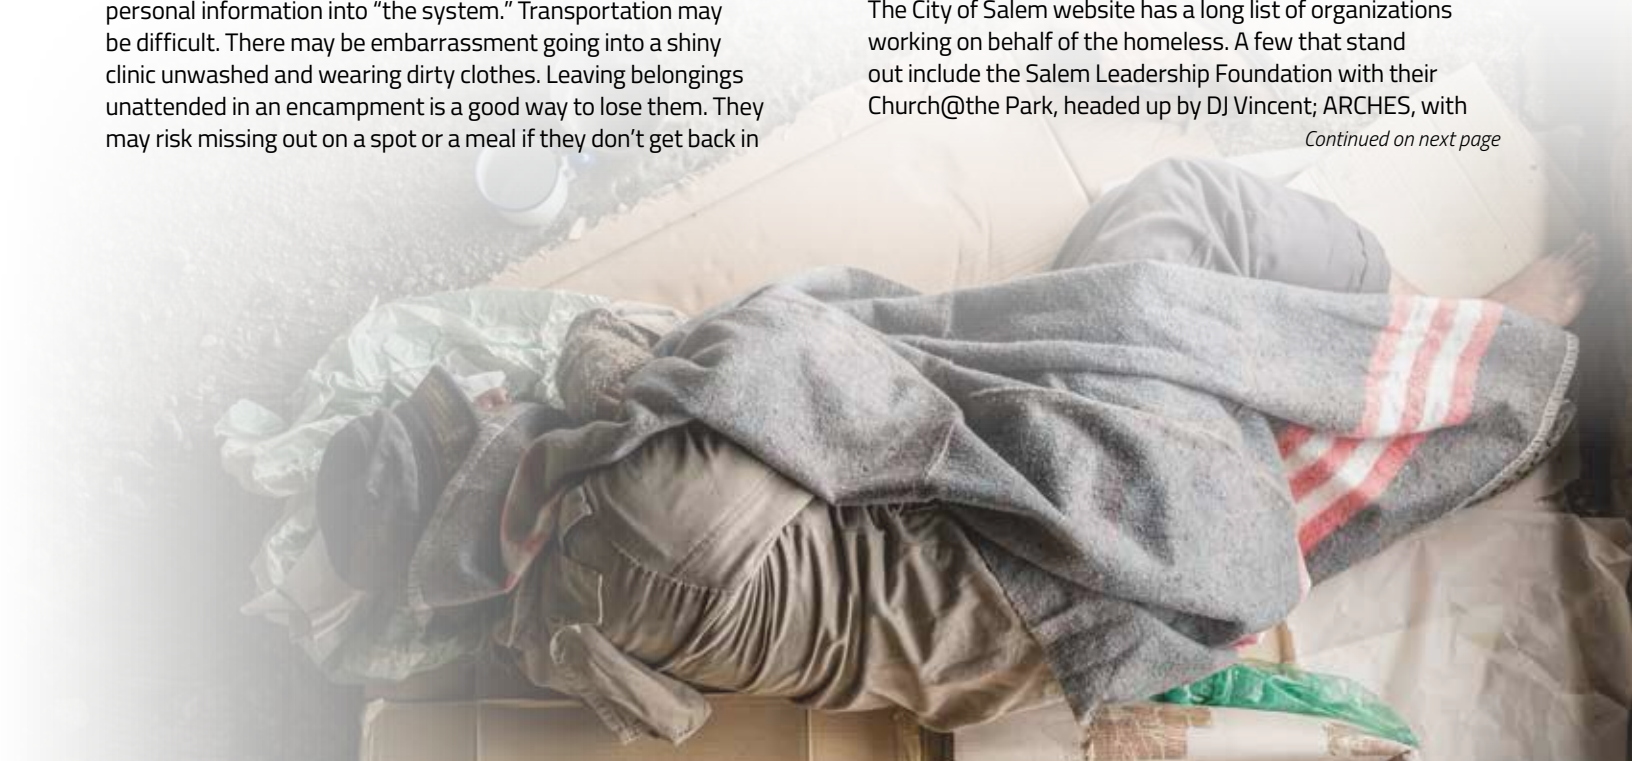 personal information into “the system.” Transportation may
be difficult. There may be embarrassment going into a shiny
clinic unwashed and wearing dirty clothes. Leaving belongings
unattended in an encampment is a good way to lose them. They
may risk missing out on a spot or a meal if they don’t get back in
The City of Salem website has a long list of organizations
working on behalf of the homeless. A few that stand
out include the Salem Leadership Foundation with their
Church@the Park, headed up by DJ Vincent; ARCHES, with
Continued on next page